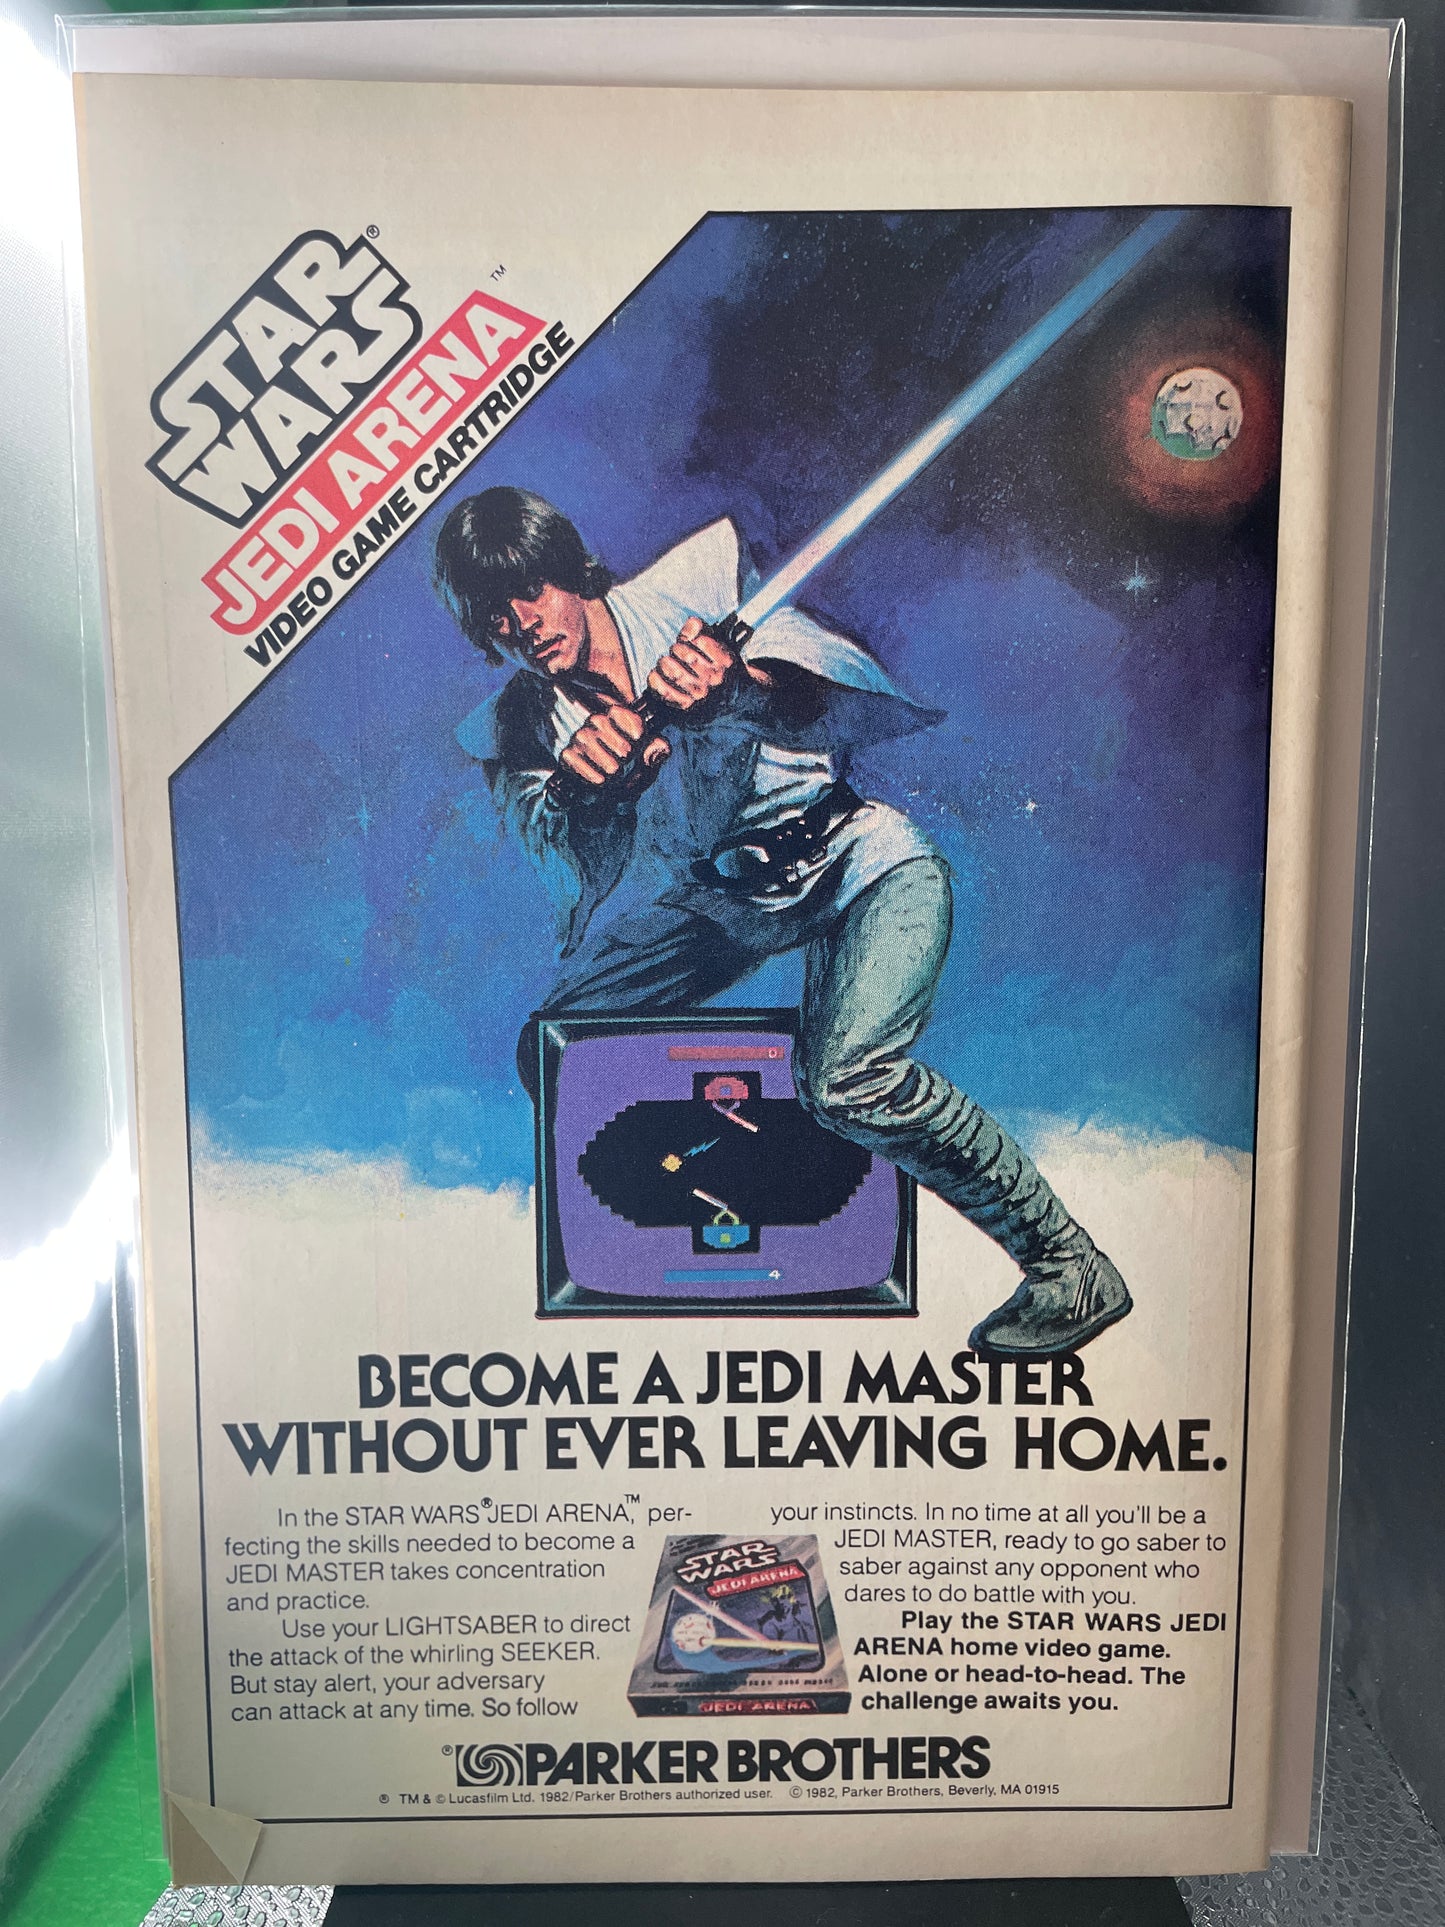 STAR®
WARS
JEDI ARENA™
VIDEO GAME CARTRIDGE
0
4
BECOME A JEDI MASTER
WITHOUT EVER LEAVING HOME.
In the STAR WARS® JEDI ARENA,™ per-
fecting the skills needed to become a
JEDI MASTER takes concentration
and practice.
Use your LIGHTSABER to direct
the attack of the whirling SEEKER.
But stay alert, your adversary
can attack at any time. So follow
your instincts. In no time at all you'll be a
JEDI MASTER, ready to go saber to
saber against any opponent who
dares to do battle with you.
Play the STAR WARS JEDI
ARENA home video game.
Alone or head-to-head. The
challenge awaits you.
STAR
WARS
JEDI ARENA
JEDI ARENA
® PARKER BROTHERS
® TM & © Lucasfilm Ltd. 1982/Parker Brothers authorized user. © 1982, Parker Brothers, Beverly, MA 01915